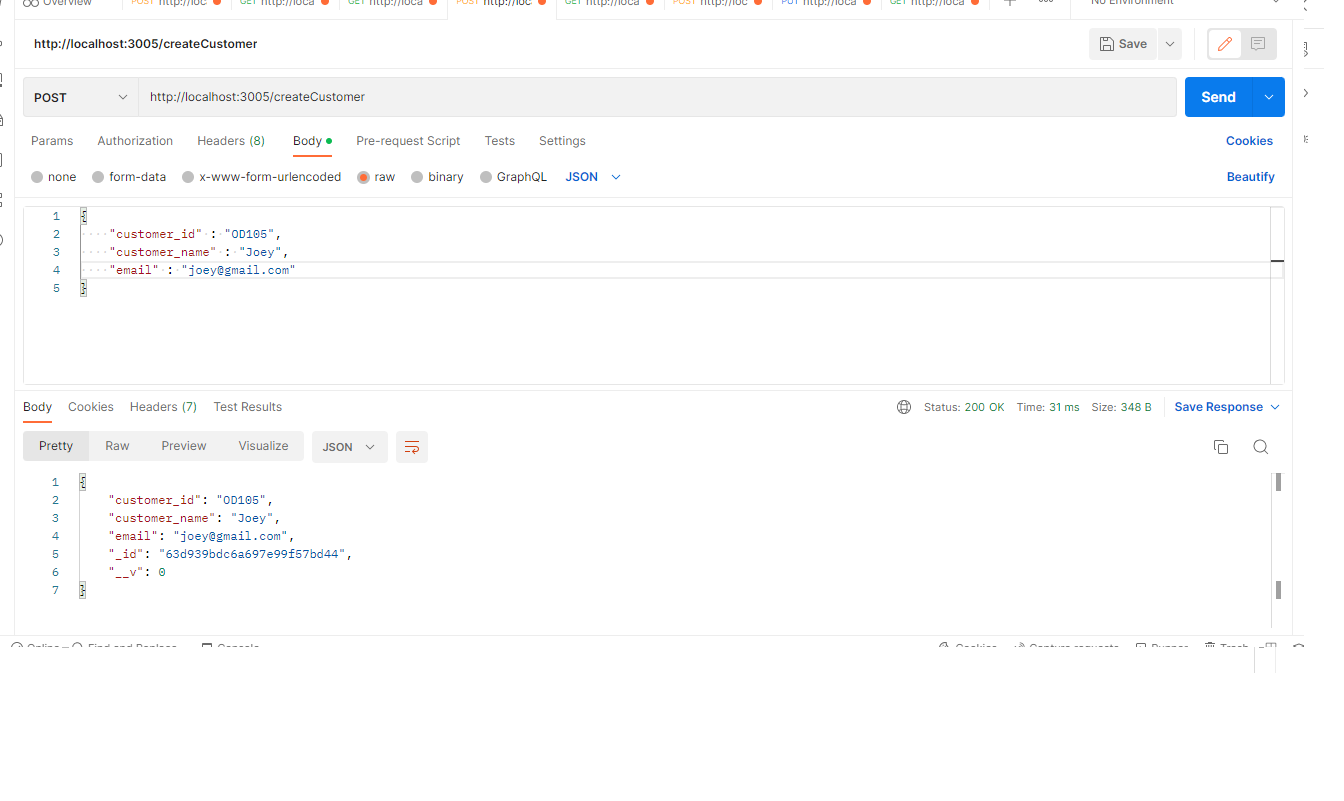 Overview POST http://loc GET http://loca GET http://loca POST http://loc GET http://loca POST http://loc PUT http://loca GET http://loca No Environment
http://localhost:3005/createCustomer Save
POST http://localhost:3005/createCustomer Send
Params Authorization Headers (8) Body Pre-request Script Tests Settings Cookies
none form-data x-www-form-urlencoded raw binary GraphQL JSON Beautify
1 {
2 "customer_id" : "OD105",
3 "customer_name" : "Joey",
4 "email" : "joey@gmail.com"
5 }
Body Cookies Headers (7) Test Results Status: 200 OK Time: 31 ms Size: 348 B Save Response
Pretty Raw Preview Visualize JSON
1 {
2 "customer_id": "OD105",
3 "customer_name": "Joey",
4 "email": "joey@gmail.com",
5 "_id": "63d939bdc6a697e99f57bd44",
6 "__v": 0
7 }
Online Find and Replace Console Cookies Capture requests Runner Trash